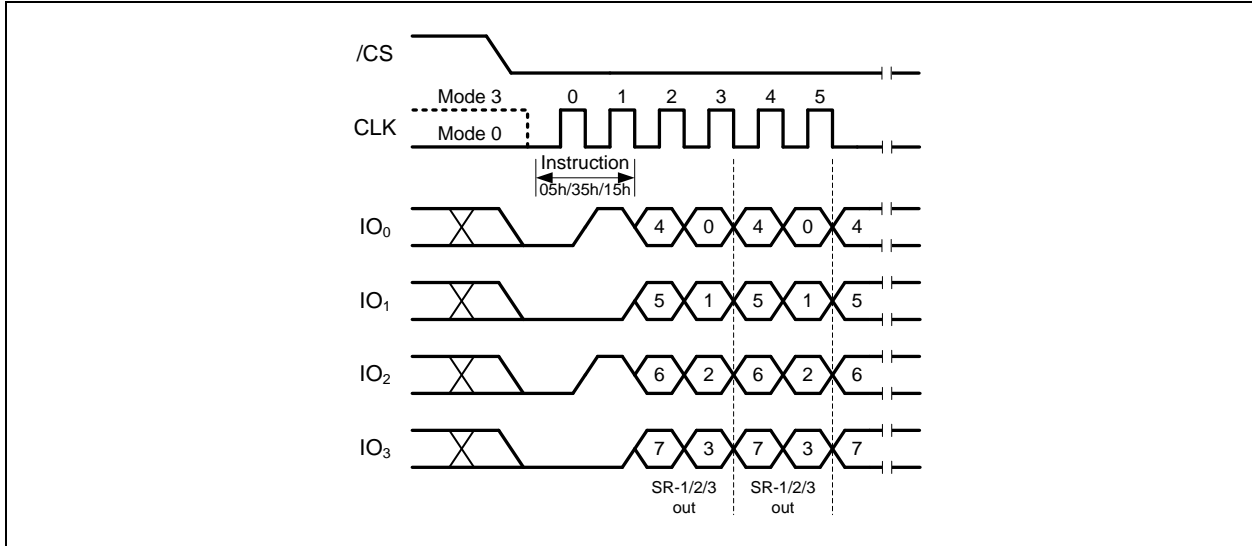 /CS
Mode 3 0 1 2 3 4 5
CLK
Mode 0
Instruction
05h/35h/15h
IO₀ 4 0 4 0 4
IO₁ 5 1 5 1 5
IO₂ 6 2 6 2 6
IO₃ 7 3 7 3 7
SR-1/2/3 SR-1/2/3
out out